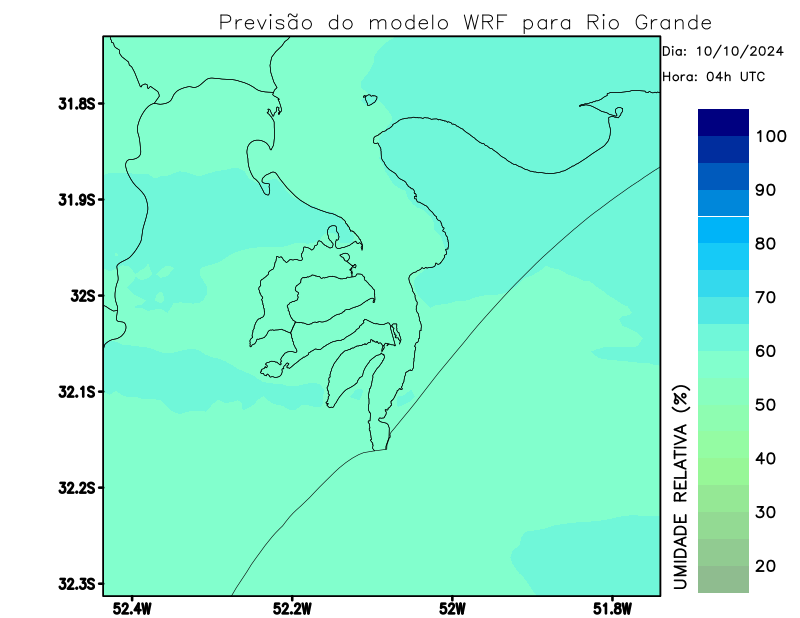 Previsão do modelo WRF para Rio Grande
Dia: 10/10/2024
Hora: 04h UTC
31.8S
31.9S
32S
32.1S
32.2S
32.3S
52.4W
52.2W
52W
51.8W
100
90
80
70
60
50
40
30
20
UMIDADE RELATIVA (%)